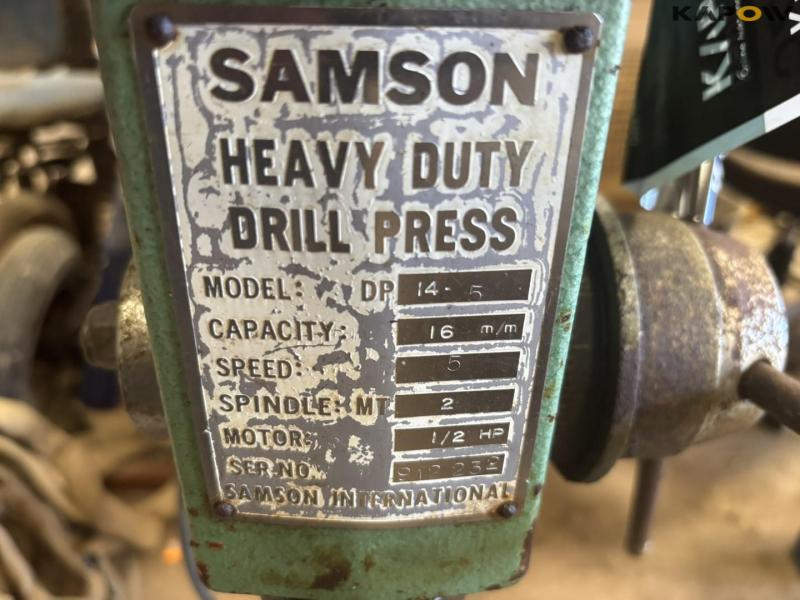 KAPOW
SAMSON
HEAVY DUTY
DRILL PRESS
MODEL: DP 14-5
CAPACITY: 16 m/m
SPEED: 5
SPINDLE: MT 2
MOTOR: 1/2 HP
SER.NO. 912232
SAMSON INTERNATIONAL